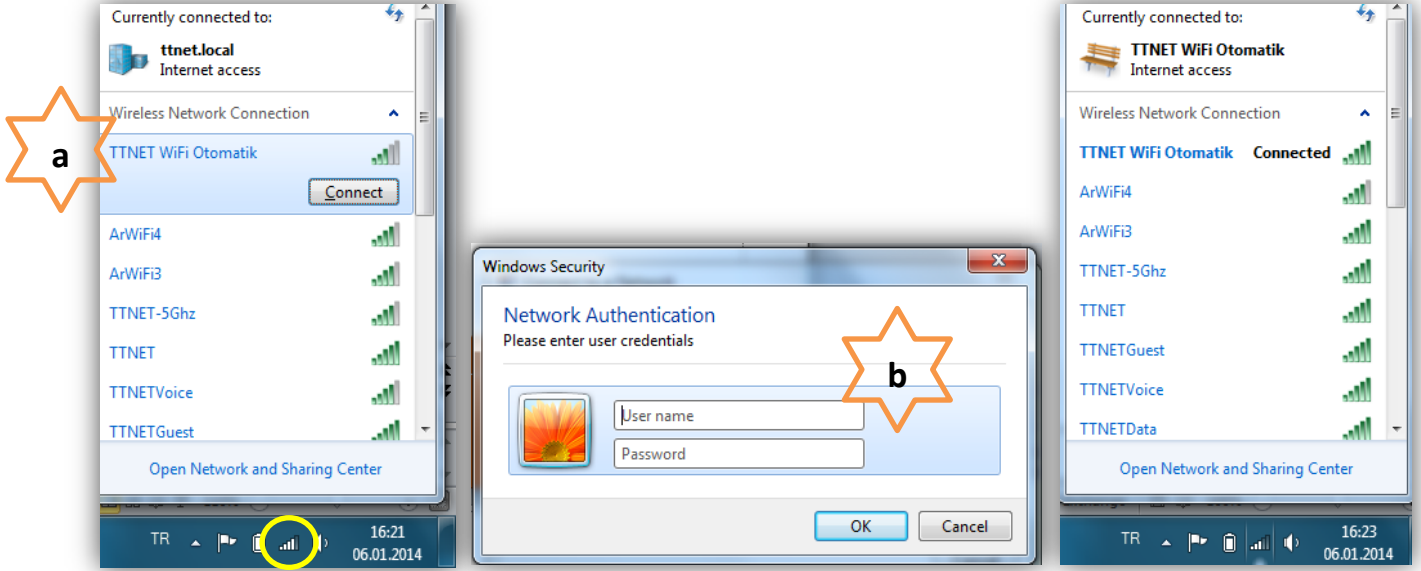 Currently connected to:
ttnet.local
Internet access
Wireless Network Connection
a
TTNET WiFi Otomatik
Connect
ArWiFi4
ArWiFi3
TTNET-5Ghz
TTNET
TTNETVoice
TTNETGuest
Open Network and Sharing Center
TR
16:21
06.01.2014
Windows Security
Network Authentication
Please enter user credentials
b
User name
Password
OK
Cancel
Currently connected to:
TTNET WiFi Otomatik
Internet access
Wireless Network Connection
TTNET WiFi Otomatik Connected
ArWiFi4
ArWiFi3
TTNET-5Ghz
TTNET
TTNETGuest
TTNETVoice
TTNETData
Open Network and Sharing Center
TR
16:23
06.01.2014